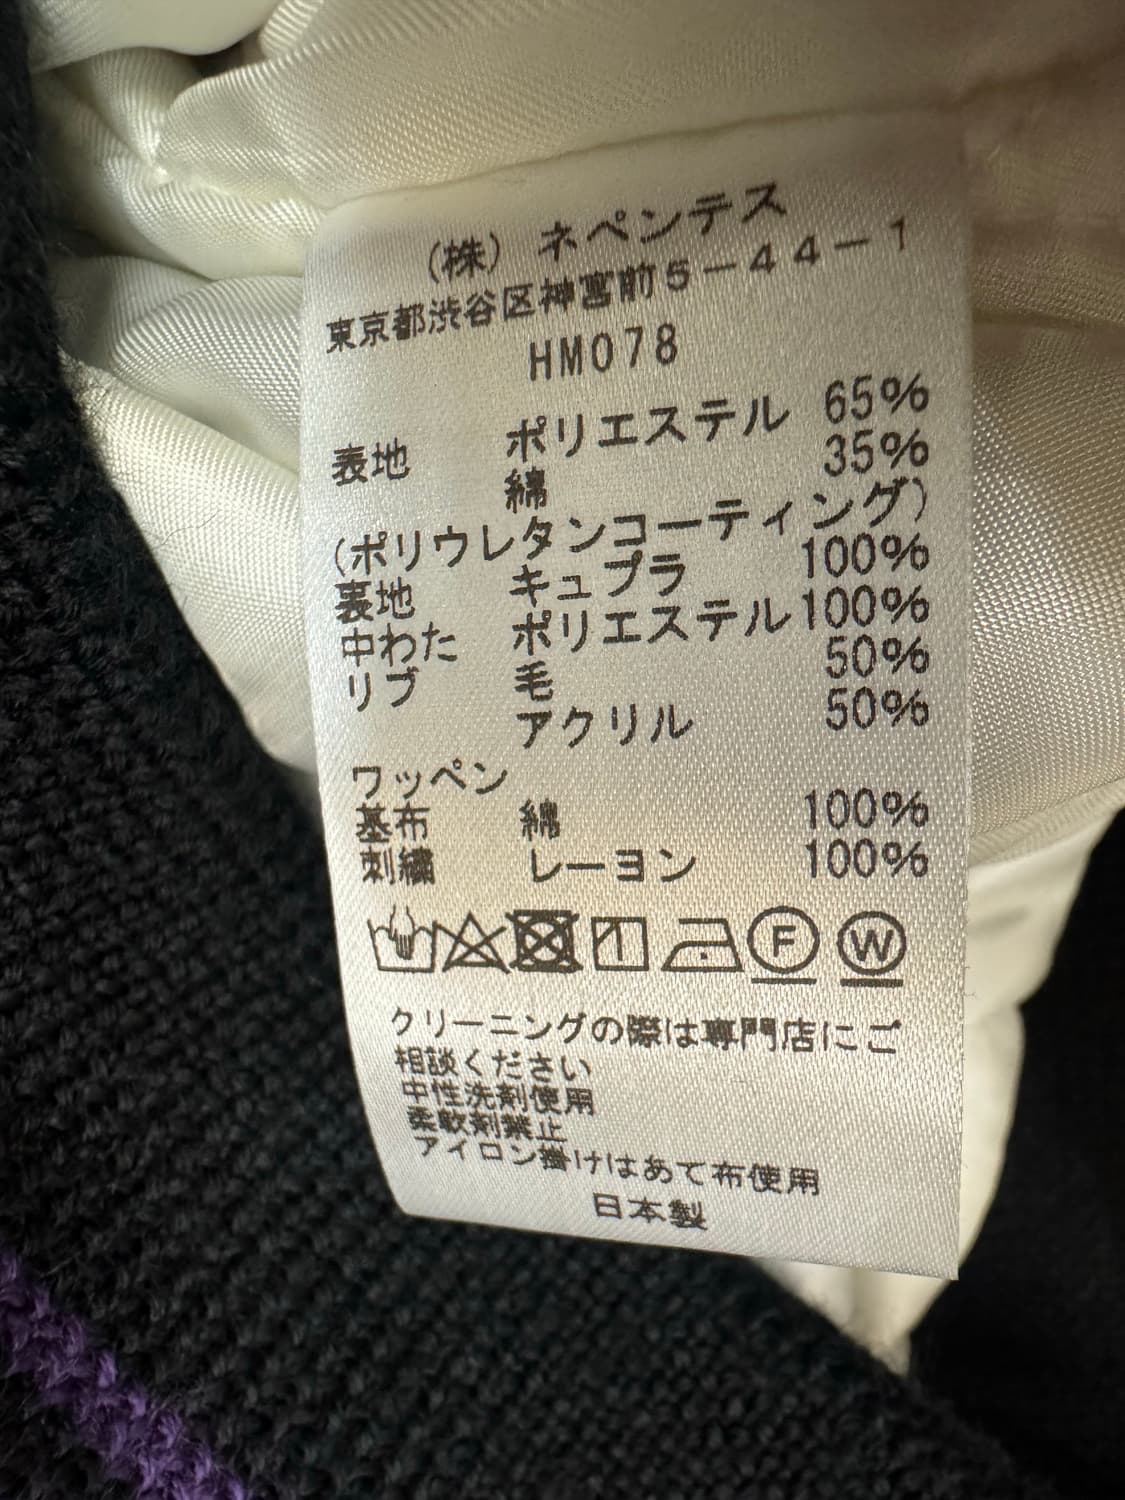 (株) ネペンテス
東京都渋谷区神宮前5-44-1
HM078
表地 ポリエステル 65%
綿 35%
(ポリウレタンコーティング)
裏地 キュプラ 100%
中わた ポリエステル 100%
リブ 毛 50%
アクリル 50%
ワッペン
基布 綿 100%
刺繍 レーヨン 100%
F W
クリーニングの際は専門店にご
相談ください
中性洗剤使用
柔軟剤禁止
アイロン掛けはあて布使用
日本製